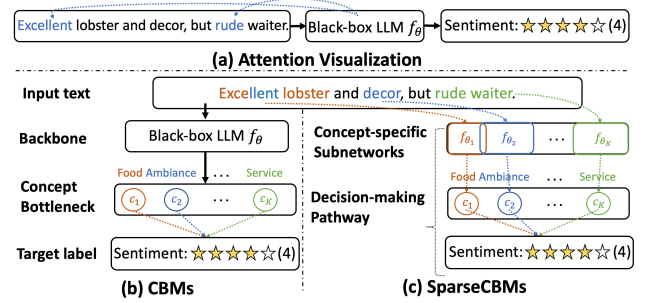 Excellent lobster and decor, but rude waiter. Black-box LLM fθ Sentiment: ★★★★☆(4)
(a) Attention Visualization
Input text Excellent lobster and decor, but rude waiter.
Backbone Black-box LLM fθ
Concept-specific Subnetworks fθ1 fθ2 ... fθK
Food Ambiance ... Service
Food Ambiance ... Service
Concept Bottleneck c1 c2 ... cK
Decision-making Pathway c1 c2 ... cK
Target label Sentiment: ★★★★☆(4)
Sentiment: ★★★★☆(4)
(b) CBMs
(c) SparseCBMs